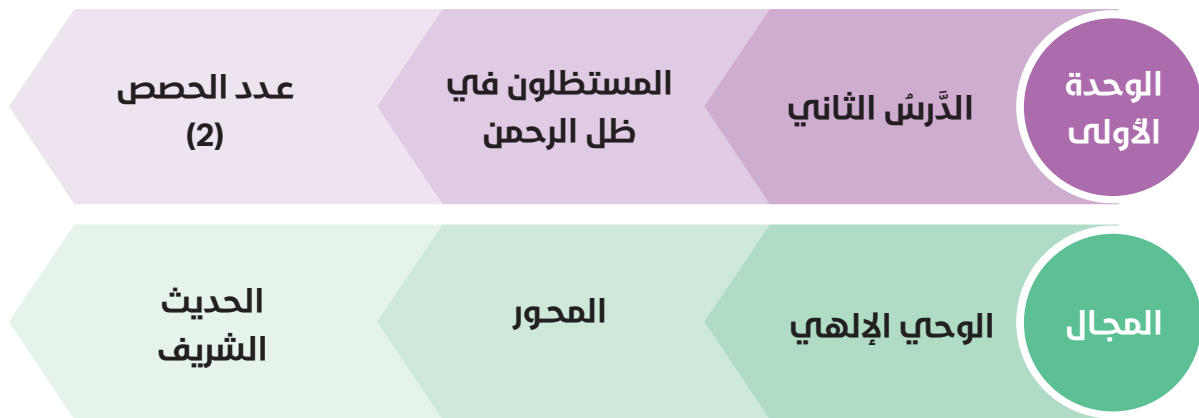 الوحدة
الأولى
الدَّرسُ الثاني
المستظلون في
ظل الرحمن
عدد الحصص
(2)
المجال
الوحي الإلهي
المحور
الحديث
الشريف